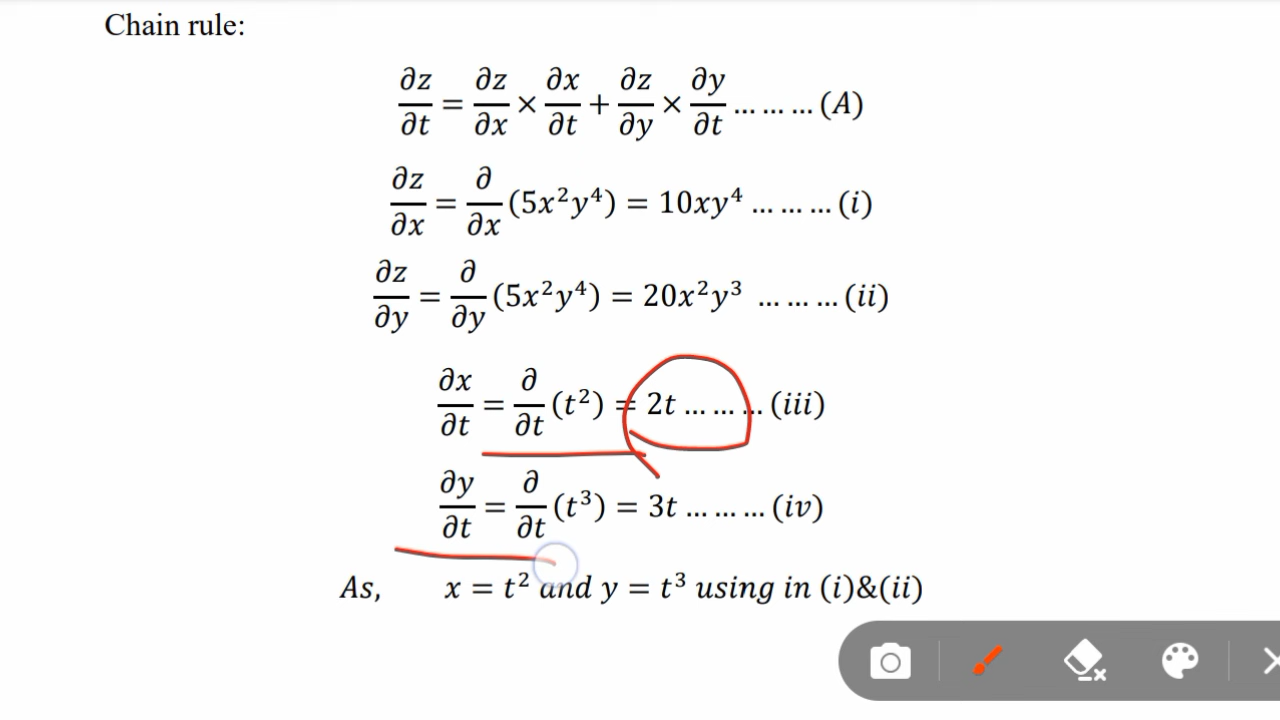 Chain rule:
∂z/∂t = ∂z/∂x × ∂x/∂t + ∂z/∂y × ∂y/∂t … … … (A)
∂z/∂x = ∂/∂x (5x²y⁴) = 10xy⁴ … … … (i)
∂z/∂y = ∂/∂y (5x²y⁴) = 20x²y³ … … … (ii)
∂x/∂t = ∂/∂t (t²) = 2t … … … (iii)
∂y/∂t = ∂/∂t (t³) = 3t … … … (iv)
As, x = t² and y = t³ using in (i)&(ii)